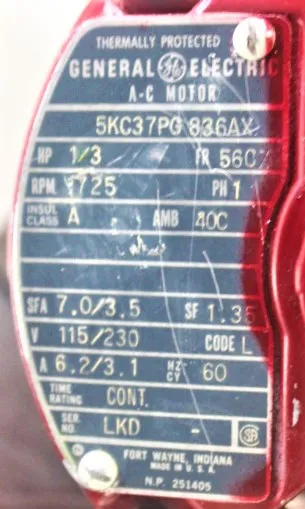 THERMALLY PROTECTED
GENERAL GE ELECTRIC
A-C MOTOR
5KC37PG 836AX
HP 1/3 FR 56CZ
RPM 1725 PH 1
INSUL CLASS A AMB 40C
SFA 7.0/3.5 SF 1.35
V 115/230 CODE L
A 6.2/3.1 HZ-CY 60
TIME RATING CONT.
SER. NO. LKD -
FORT WAYNE, INDIANA
MADE IN U.S.A.
N.P. 251405